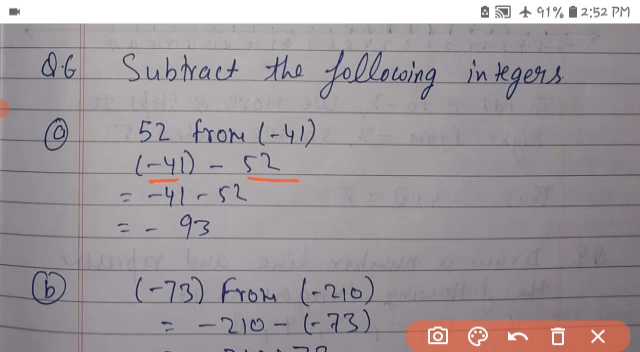 91% 2:52 PM
Q.6 Subtract the following integers
(a) 52 from (-41)
(-41) - 52
= -41 - 52
= - 93
(b) (-73) from (-210)
= -210 - (-73)